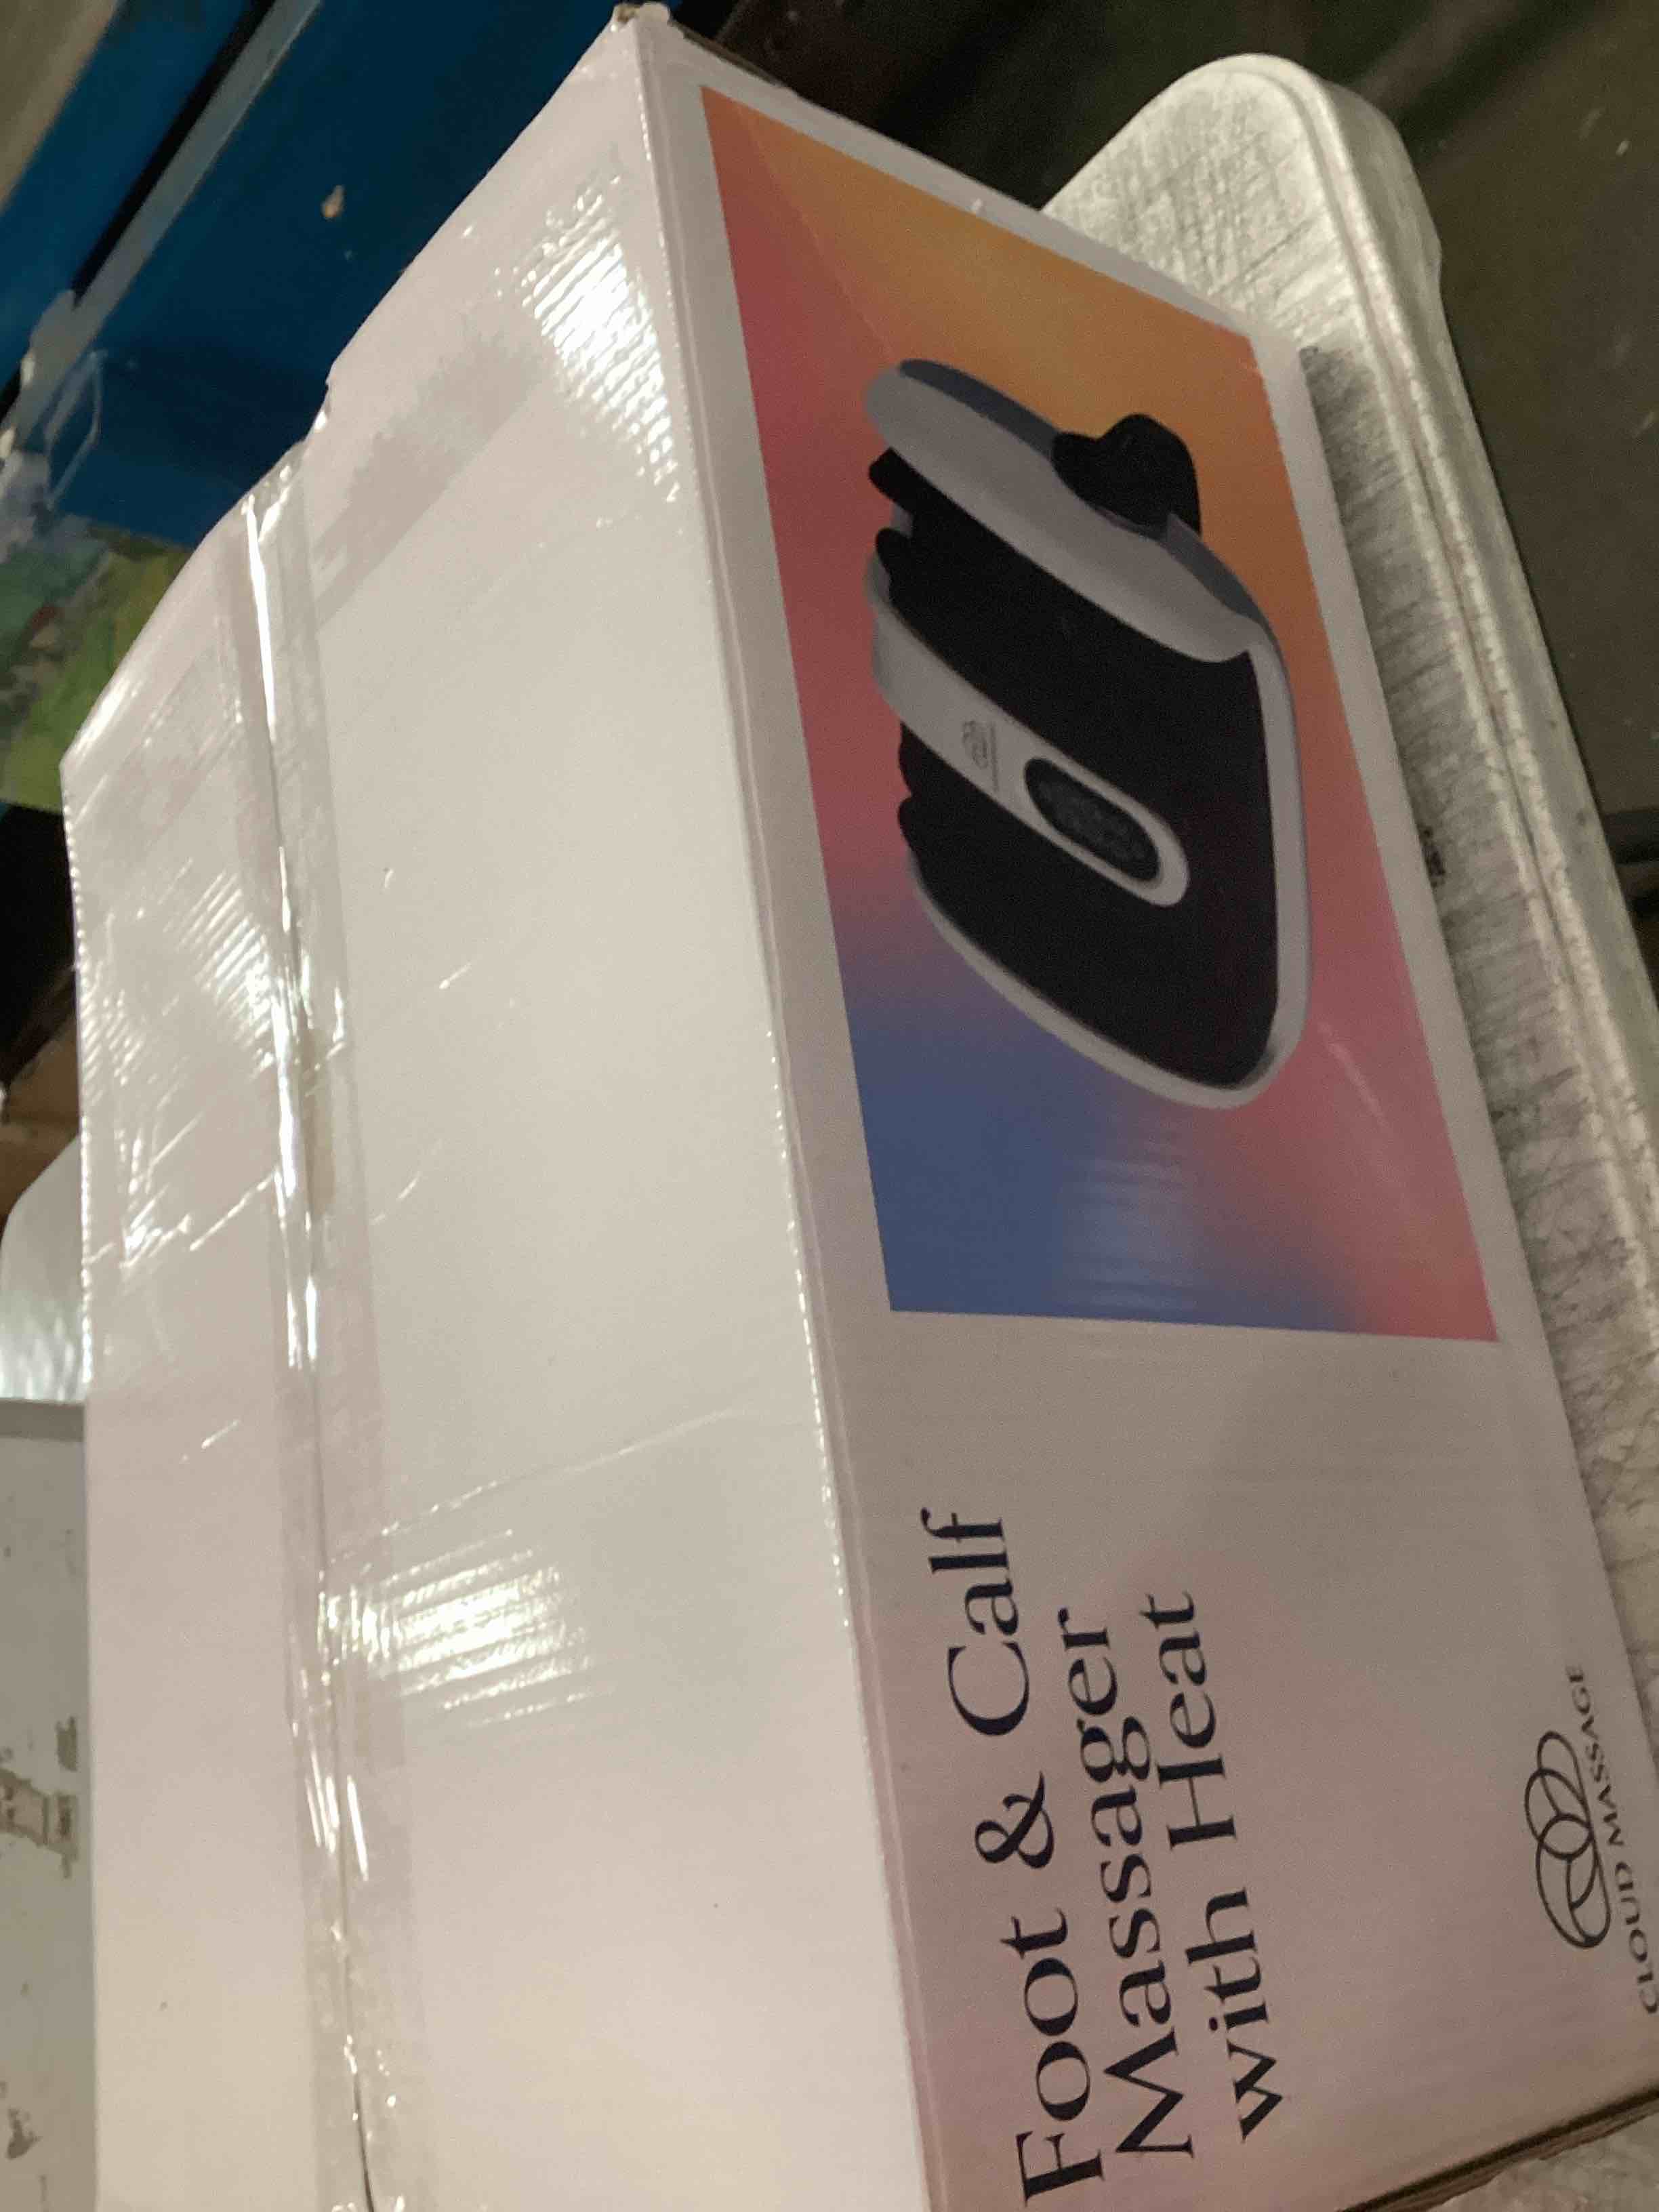 Foot & Calf
Massager
with Heat
CLOUD MASSAGE